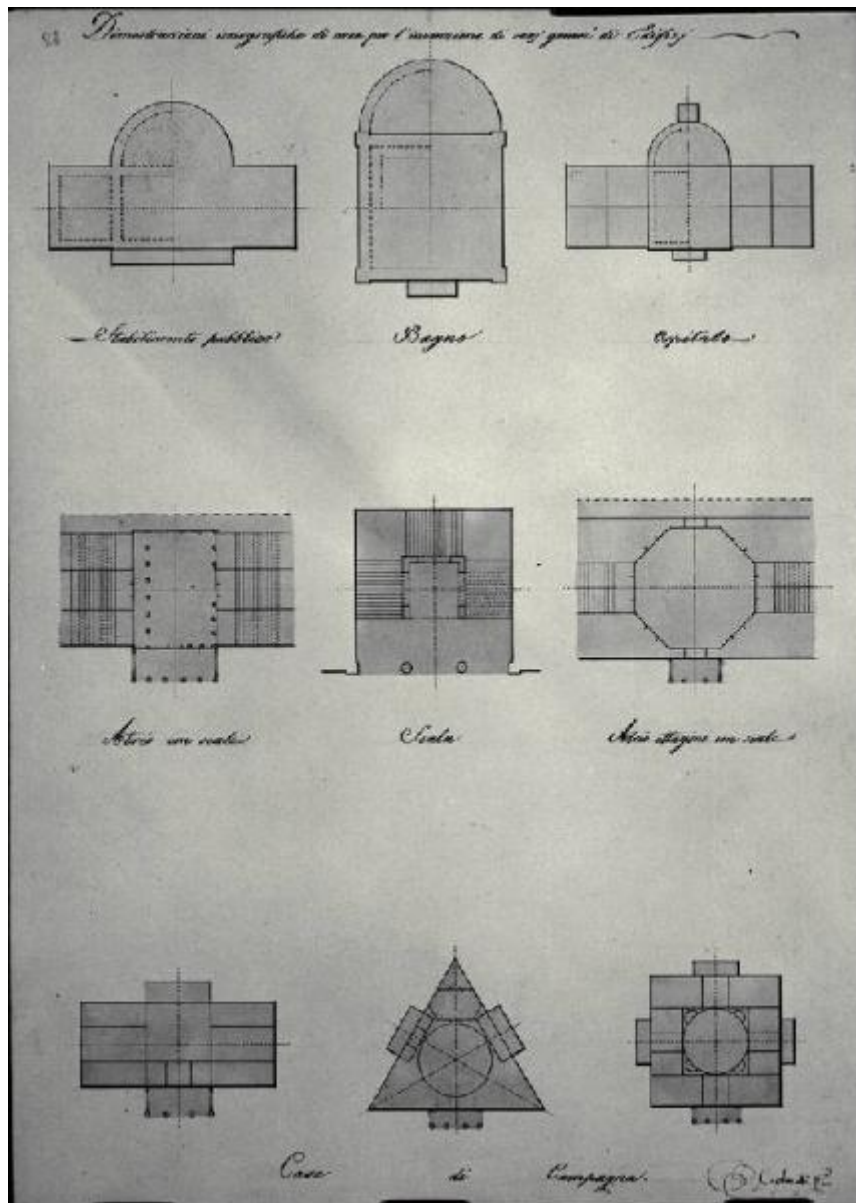 Dimostrazioni icnografiche di aree per l'invenzione di varj generi di Edifizj
Stabilimento pubblico
Bagno
Ospitale
Atrio con scale
Scala
Atrio ottagono con scale
Case di Campagna.